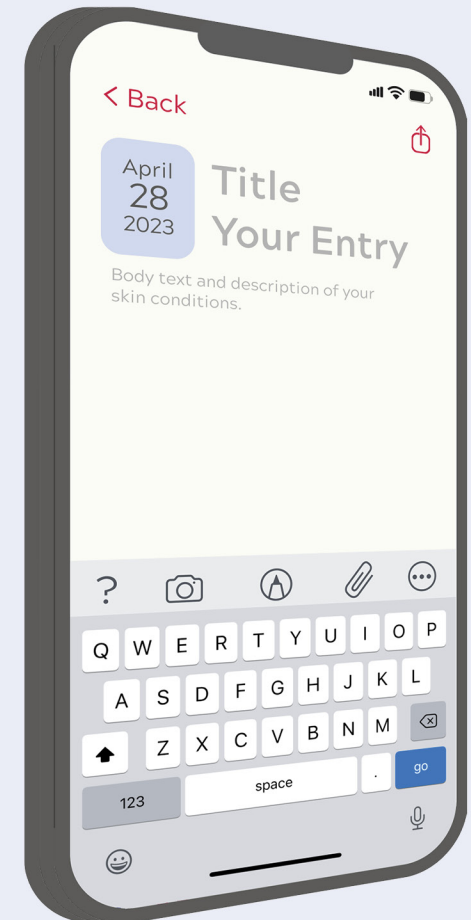 < Back
April
28
2023
Title
Your Entry
Body text and description of your
skin conditions.
?
Q W E R T Y U I O P
A S D F G H J K L
Z X C V B N M
123 space . go